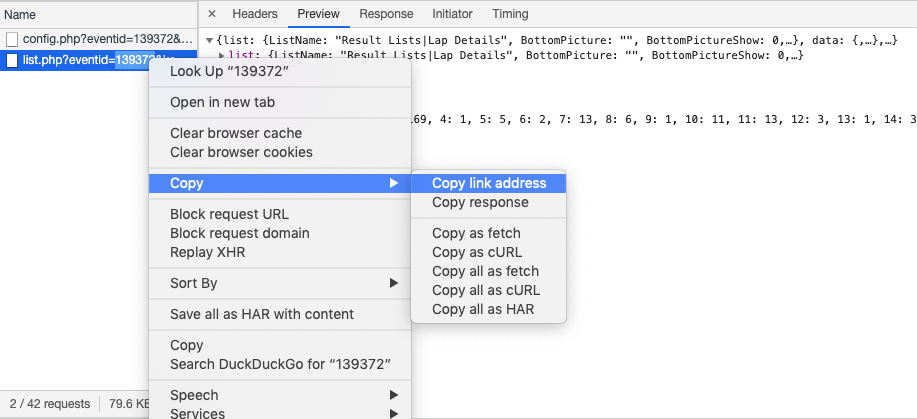 Name
× Headers Preview Response Initiator Timing
config.php?eventid=139372&…
▼{list: {ListName: "Result Lists|Lap Details", BottomPicture: "", BottomPictureShow: 0,…}, data: {,…},…}
list.php?eventid=139372
▶ list: {ListName: "Result Lists|Lap Details", BottomPicture: "", BottomPictureShow: 0,…}
Look Up “139372”
Open in new tab
69, 4: 1, 5: 5, 6: 2, 7: 13, 8: 6, 9: 1, 10: 11, 11: 13, 12: 3, 13: 1, 14: 3
Clear browser cache
Clear browser cookies
Copy ▶
Copy link address
Copy response
Block request URL
Block request domain
Replay XHR
Copy as fetch
Copy as cURL
Copy all as fetch
Copy all as cURL
Copy all as HAR
Sort By ▶
Save all as HAR with content
Copy
Search DuckDuckGo for “139372”
Speech ▶
Services ▶
2 / 42 requests 79.6 KB